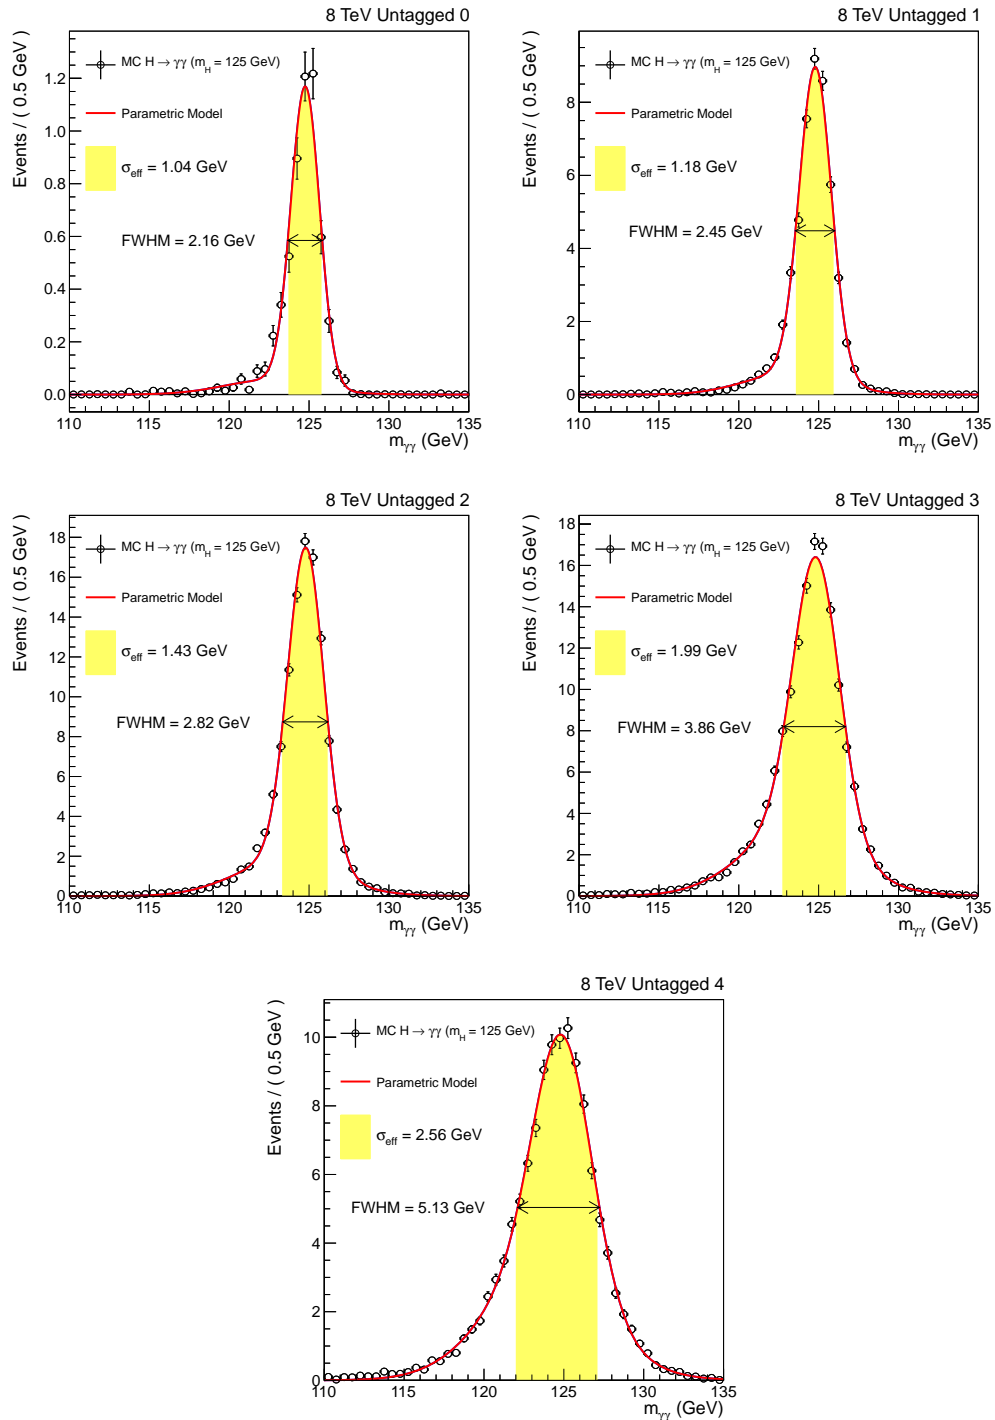 8 TeV Untagged 0
Events / ( 0.5 GeV )
MC H → γγ (m_H = 125 GeV)
Parametric Model
σ_eff = 1.04 GeV
FWHM = 2.16 GeV
1.2
1.0
0.8
0.6
0.4
0.2
0.0
110 115 120 125 130 135
m_γγ (GeV)
8 TeV Untagged 1
Events / ( 0.5 GeV )
MC H → γγ (m_H = 125 GeV)
Parametric Model
σ_eff = 1.18 GeV
FWHM = 2.45 GeV
8
6
4
2
0
110 115 120 125 130 135
m_γγ (GeV)
8 TeV Untagged 2
Events / ( 0.5 GeV )
MC H → γγ (m_H = 125 GeV)
Parametric Model
σ_eff = 1.43 GeV
FWHM = 2.82 GeV
18
16
14
12
10
8
6
4
2
0
110 115 120 125 130 135
m_γγ (GeV)
8 TeV Untagged 3
Events / ( 0.5 GeV )
MC H → γγ (m_H = 125 GeV)
Parametric Model
σ_eff = 1.99 GeV
FWHM = 3.86 GeV
18
16
14
12
10
8
6
4
2
0
110 115 120 125 130 135
m_γγ (GeV)
8 TeV Untagged 4
Events / ( 0.5 GeV )
MC H → γγ (m_H = 125 GeV)
Parametric Model
σ_eff = 2.56 GeV
FWHM = 5.13 GeV
10
8
6
4
2
0
110 115 120 125 130 135
m_γγ (GeV)